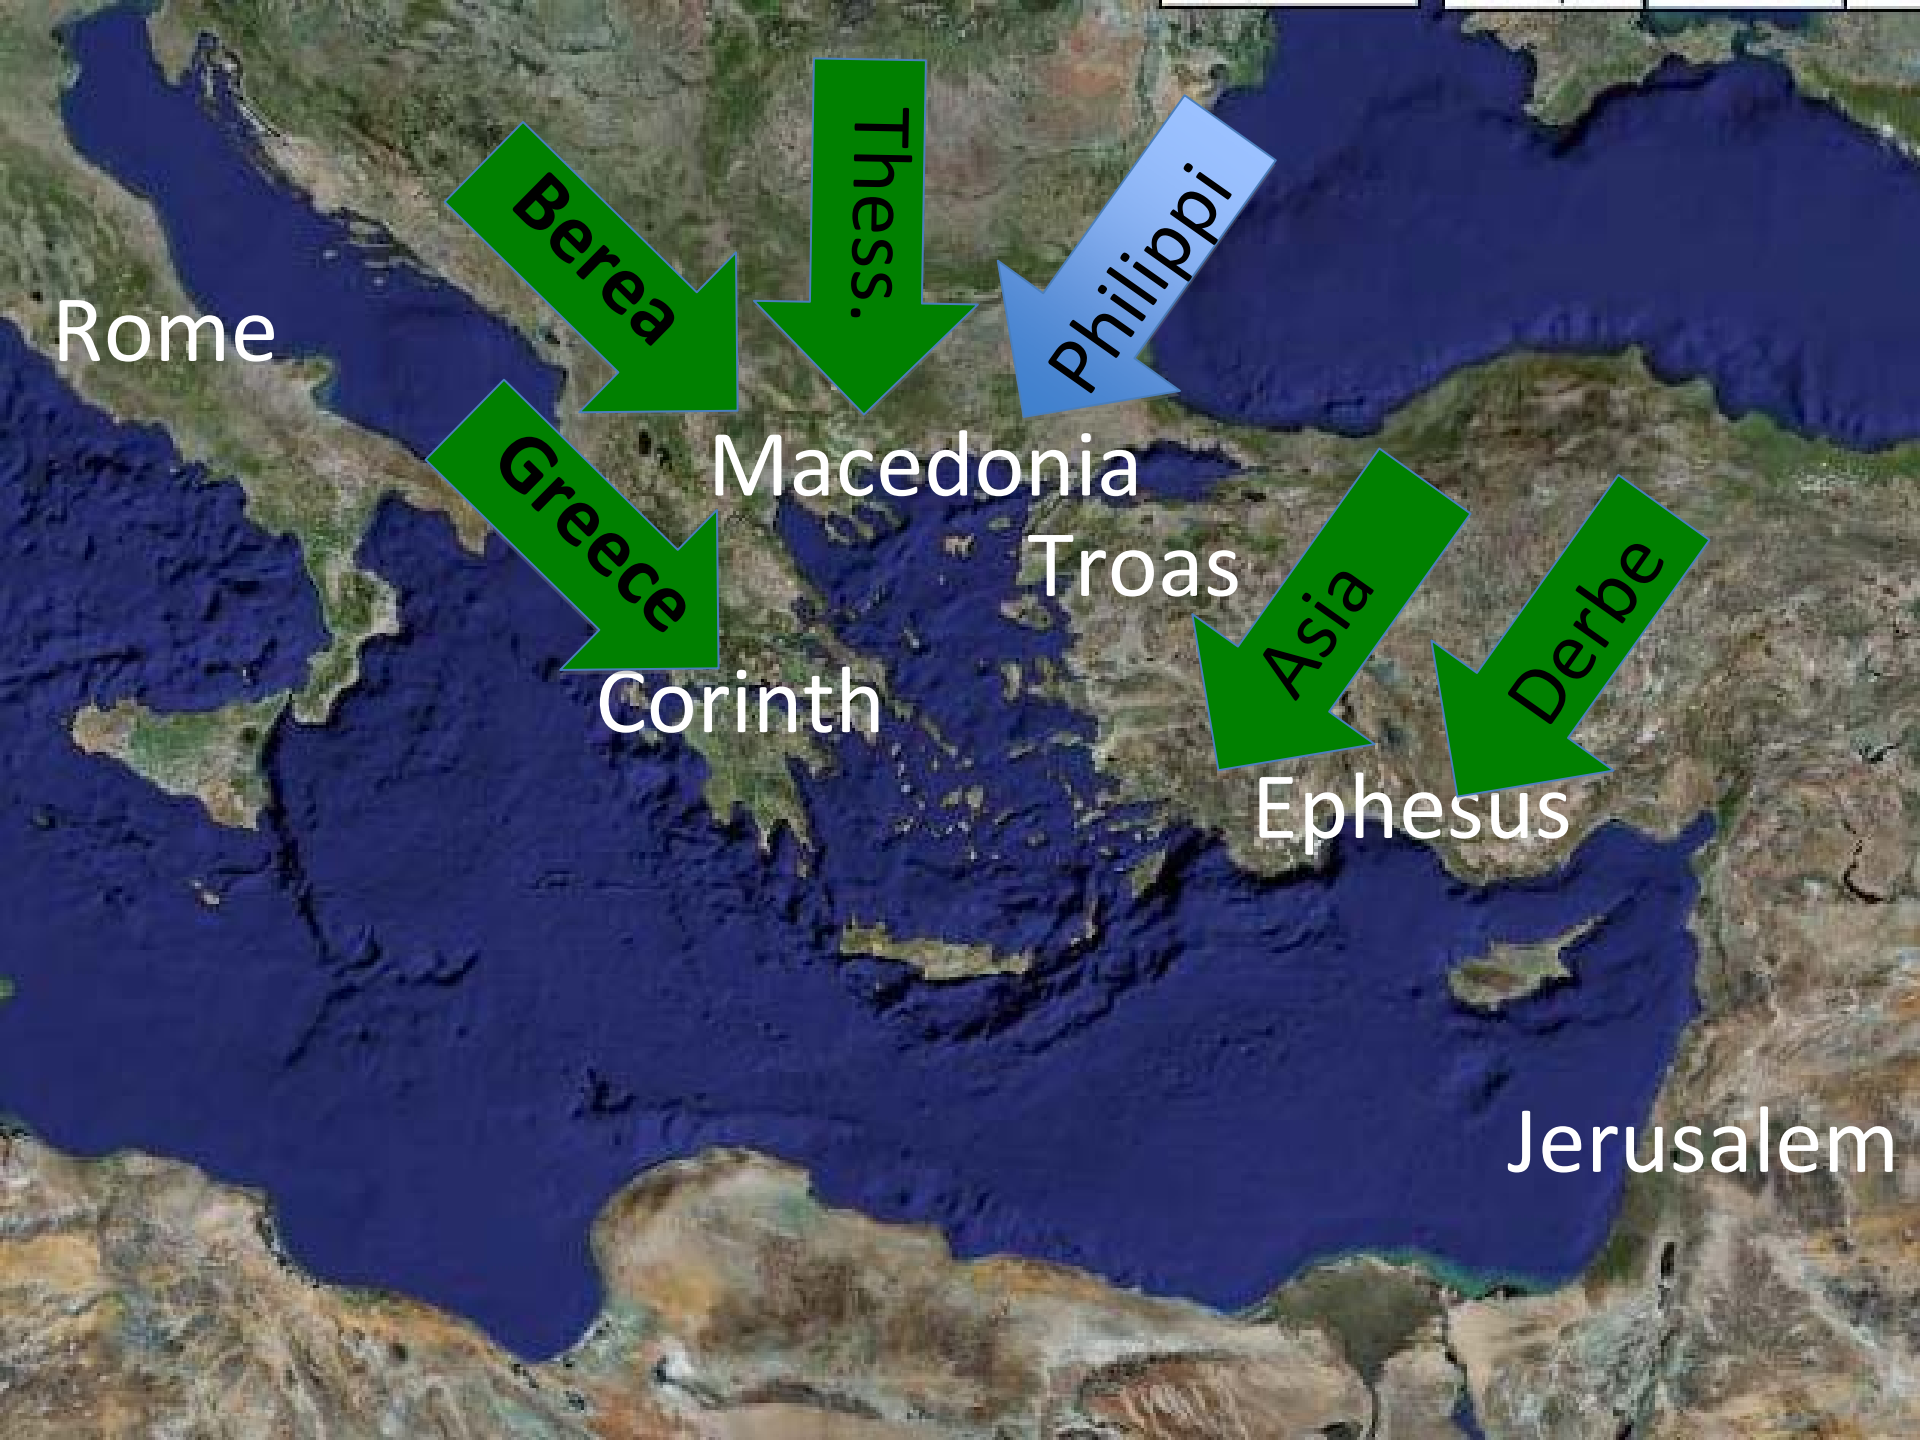 Thess.
Berea
Philippi
Rome
Greece
Macedonia
Troas
Asia
Derbe
Corinth
Ephesus
Jerusalem